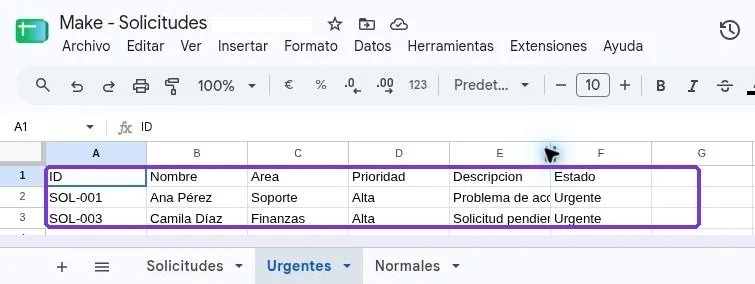 Make - Solicitudes
Archivo Editar Ver Insertar Formato Datos Herramientas Extensiones Ayuda
100% € % .0 .00 123 Predet... − 10 + B I S A
A1 fx ID
A B C D E F G
1 ID Nombre Area Prioridad Descripcion Estado
2 SOL-001 Ana Pérez Soporte Alta Problema de acc Urgente
3 SOL-003 Camila Díaz Finanzas Alta Solicitud pendien Urgente
+ Solicitudes Urgentes Normales